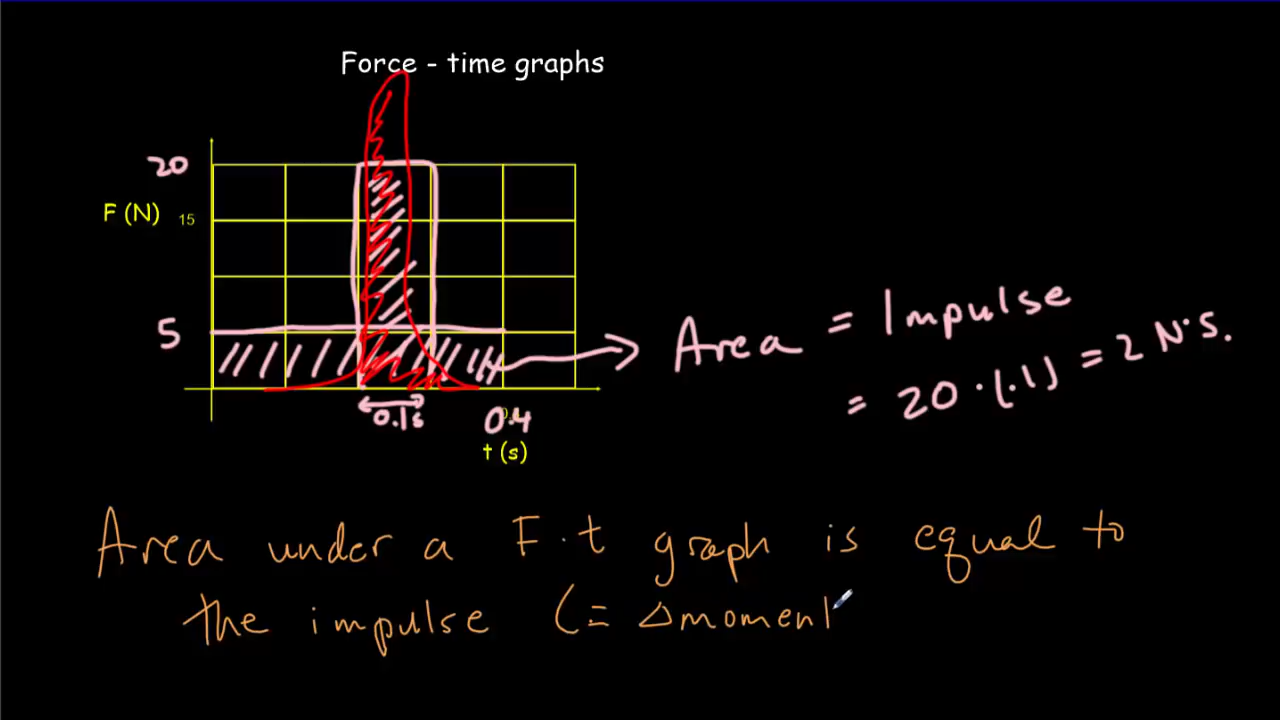 Force - time graphs
20
F (N) 15
5
Area = Impulse
= 20 · (.1) = 2 N·s.
0.1s
0.4
t (s)
Area under a F·t graph is equal to
the impulse (= Δmoment